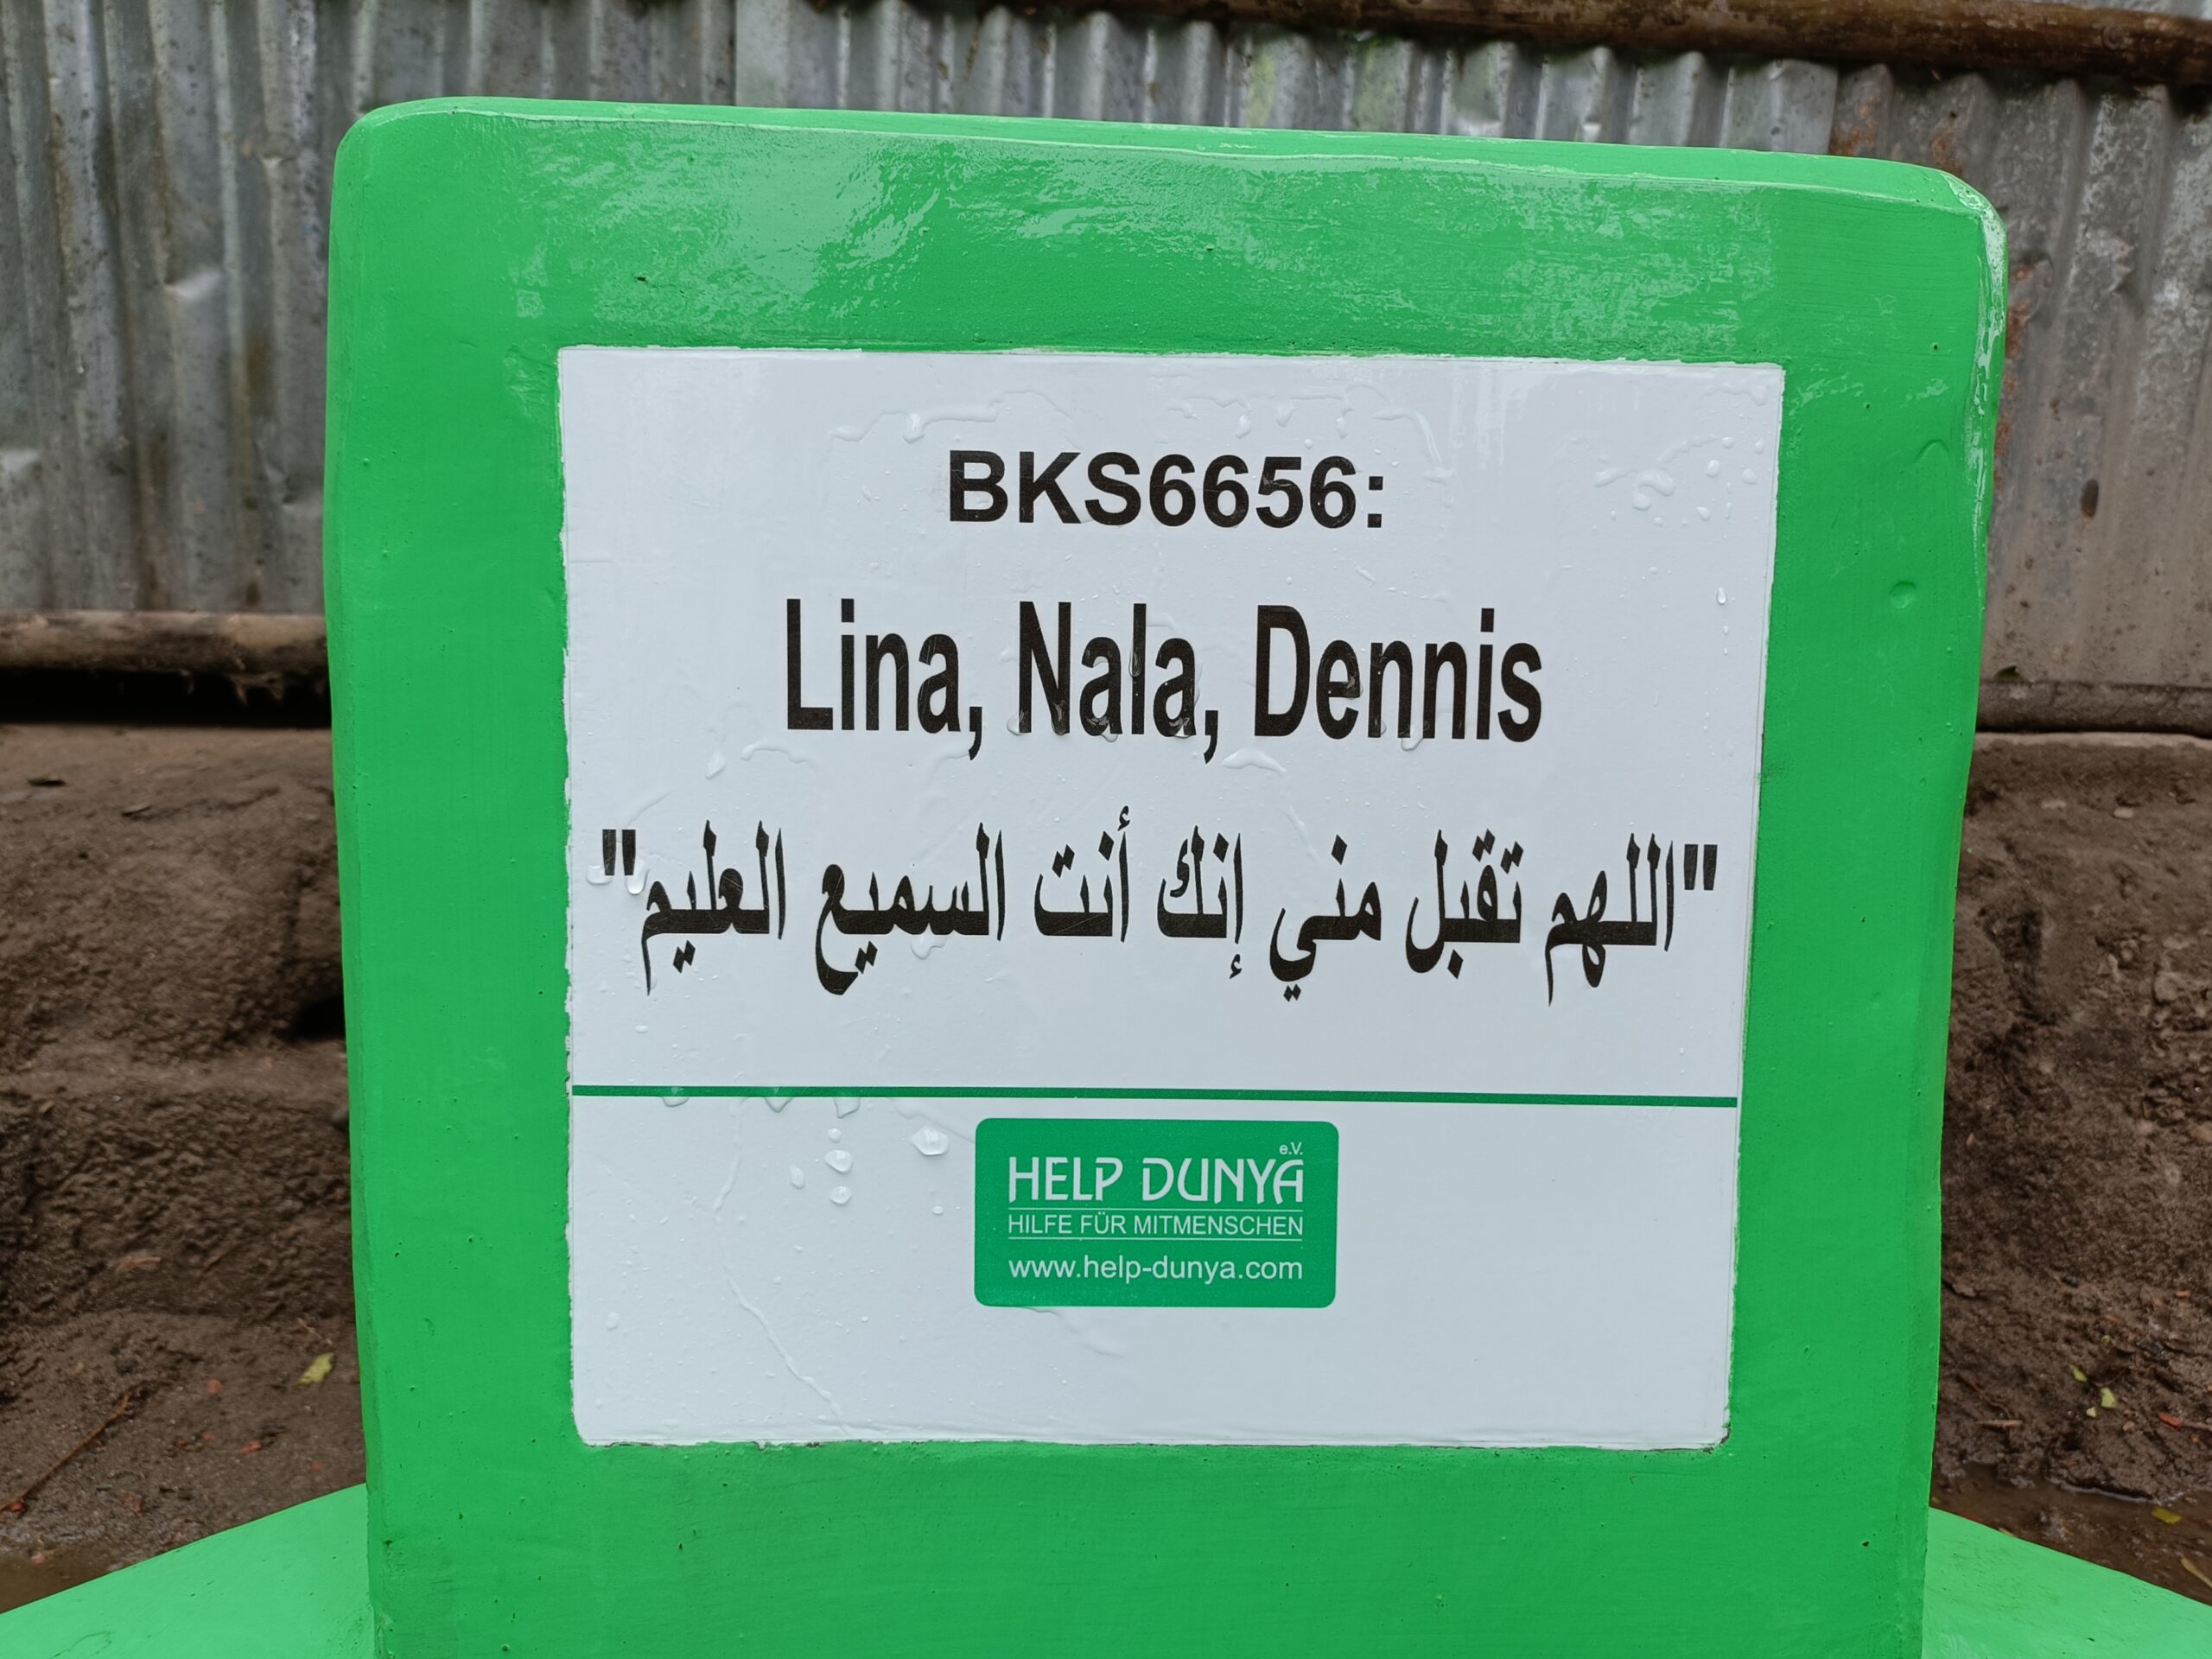 BKS6656:
Lina, Nala, Dennis
"اللهم تقبل مني إنك أنت السميع العليم"
e.V.
HELP DUNYA
HILFE FÜR MITMENSCHEN
www.help-dunya.com